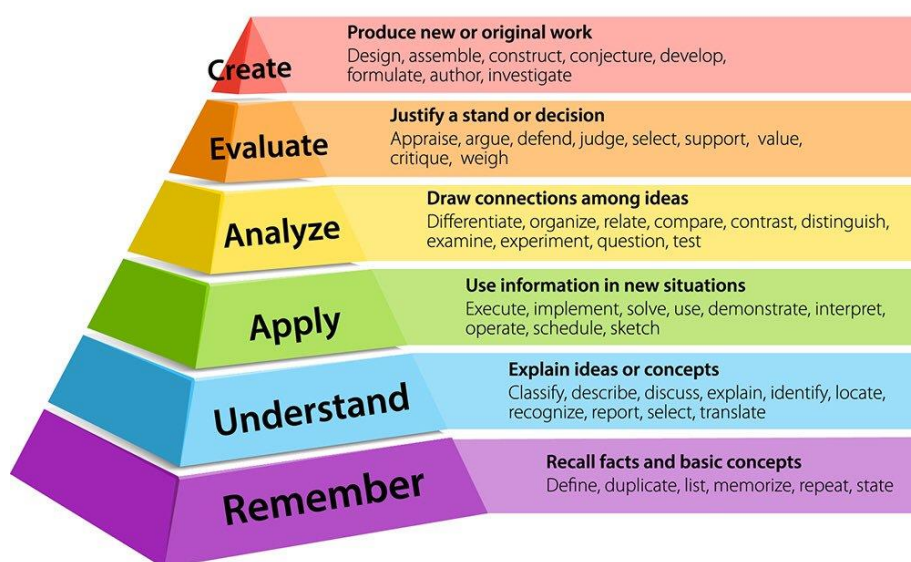 Create
Produce new or original work
Design, assemble, construct, conjecture, develop,
formulate, author, investigate
Evaluate
Justify a stand or decision
Appraise, argue, defend, judge, select, support, value,
critique, weigh
Analyze
Draw connections among ideas
Differentiate, organize, relate, compare, contrast, distinguish,
examine, experiment, question, test
Apply
Use information in new situations
Execute, implement, solve, use, demonstrate, interpret,
operate, schedule, sketch
Understand
Explain ideas or concepts
Classify, describe, discuss, explain, identify, locate,
recognize, report, select, translate
Remember
Recall facts and basic concepts
Define, duplicate, list, memorize, repeat, state